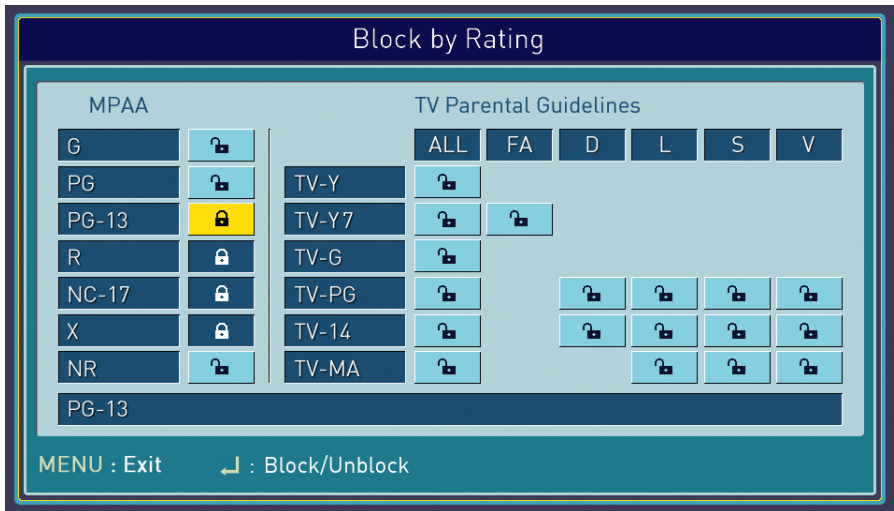 Block by Rating
MPAA TV Parental Guidelines
G ALL FA D L S V
PG TV-Y
PG-13 TV-Y7
R TV-G
NC-17 TV-PG
X TV-14
NR TV-MA
PG-13
MENU : Exit ↵ : Block/Unblock